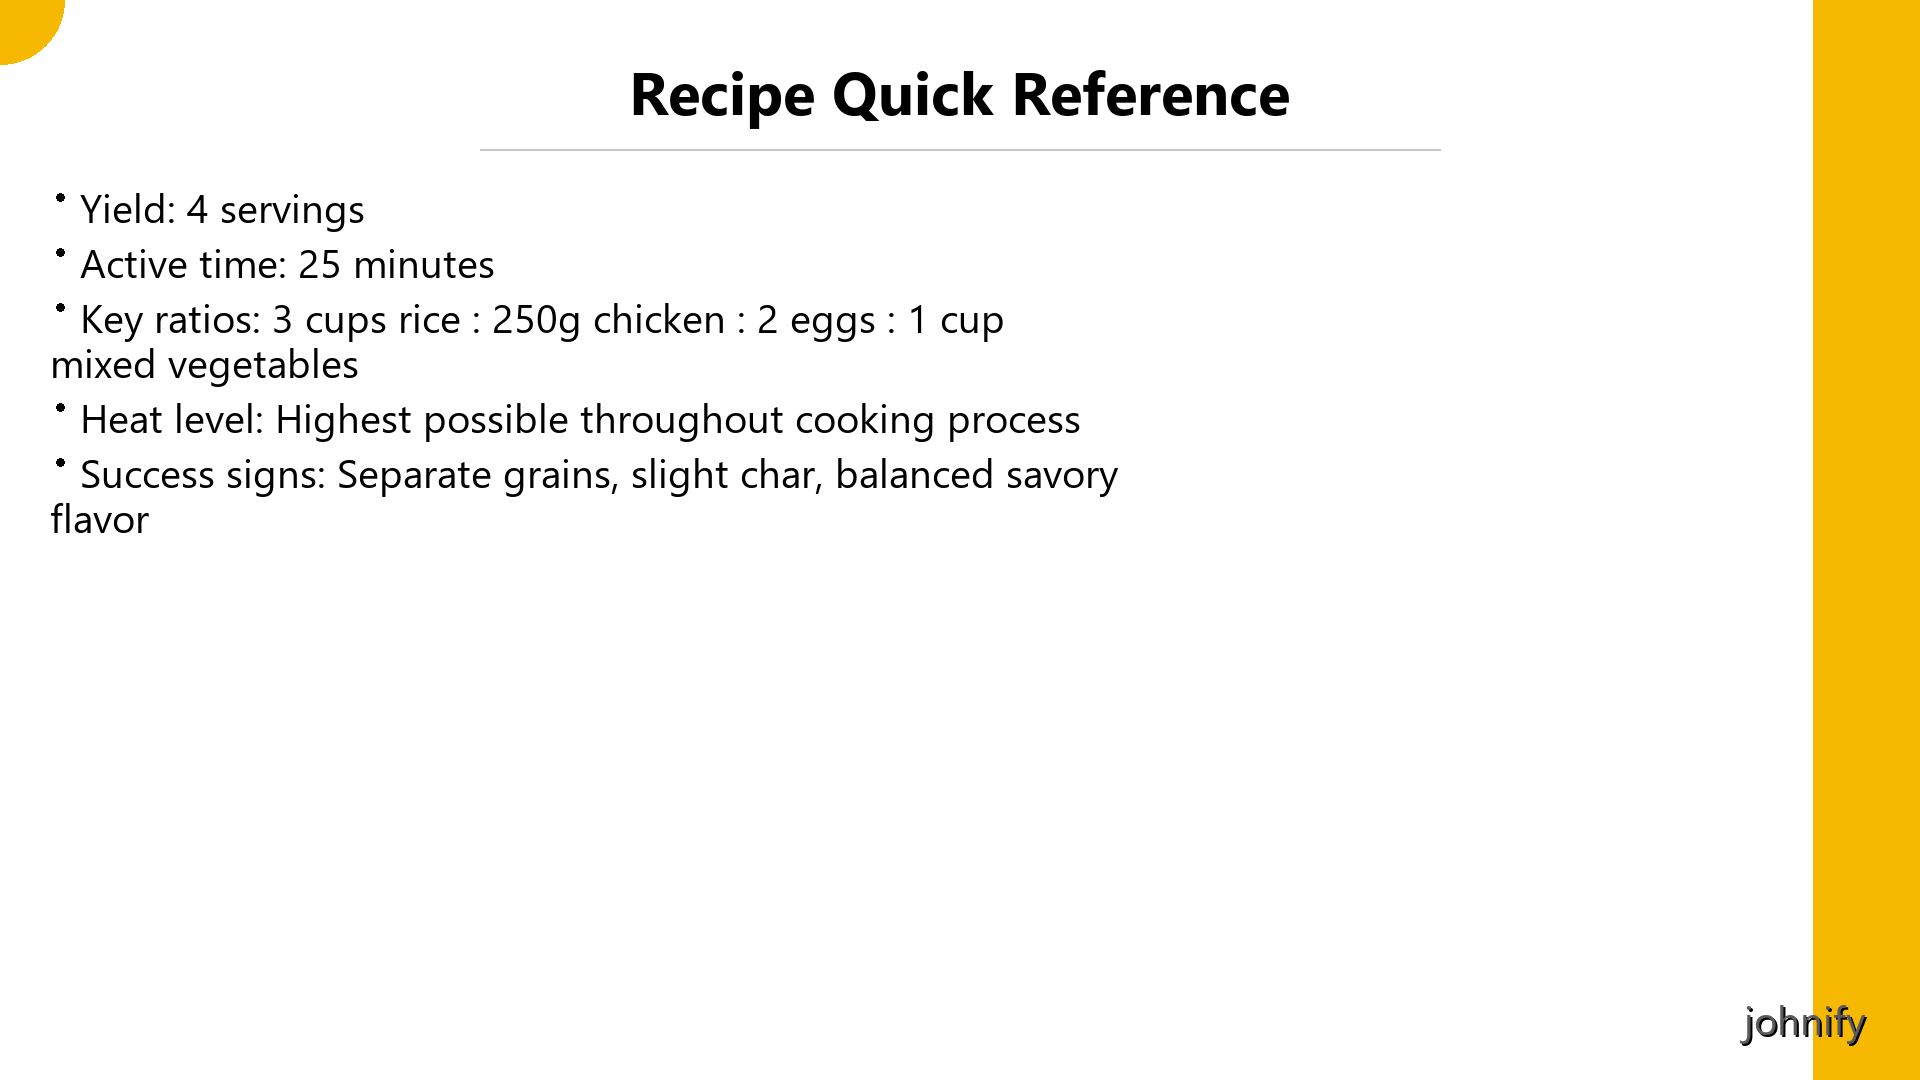 Recipe Quick Reference
• Yield: 4 servings
• Active time: 25 minutes
• Key ratios: 3 cups rice : 250g chicken : 2 eggs : 1 cup
mixed vegetables
• Heat level: Highest possible throughout cooking process
• Success signs: Separate grains, slight char, balanced savory
flavor
johnify